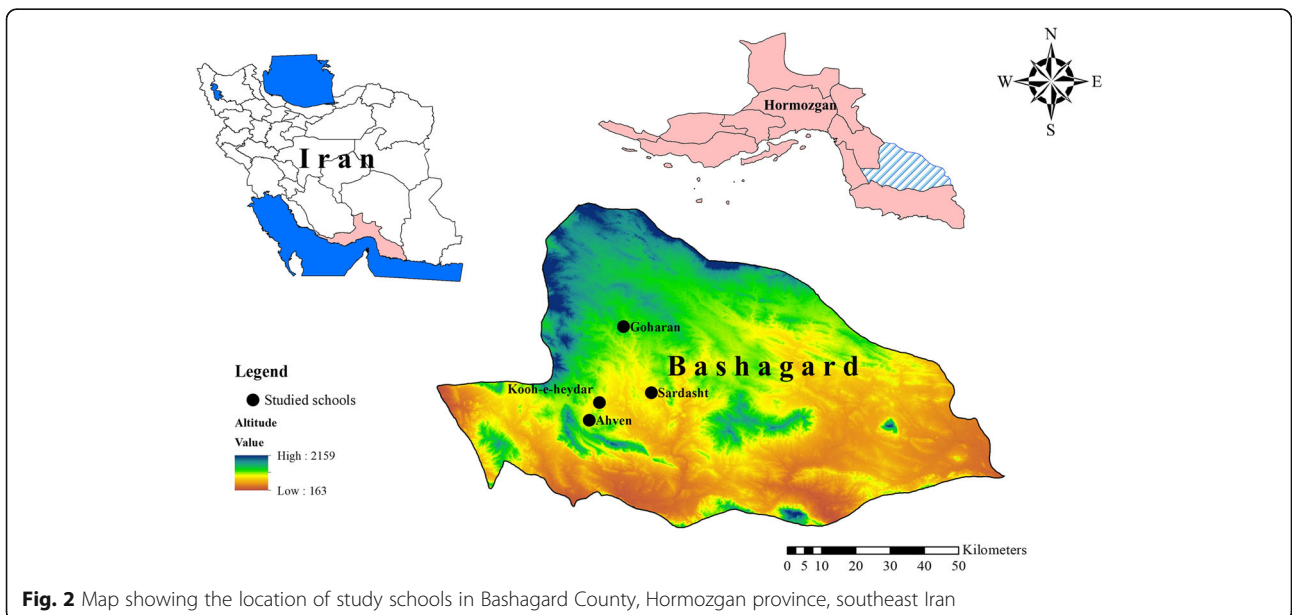 N
W E
S
Hormozgan
Iran
Goharan
Bashagard
Kooh-e-heydar
Sardasht
Ahven
Legend
Studied schools
Altitude
Value
High : 2159
Low : 163
Kilometers
0 5 10 20 30 40 50
Fig. 2 Map showing the location of study schools in Bashagard County, Hormozgan province, southeast Iran